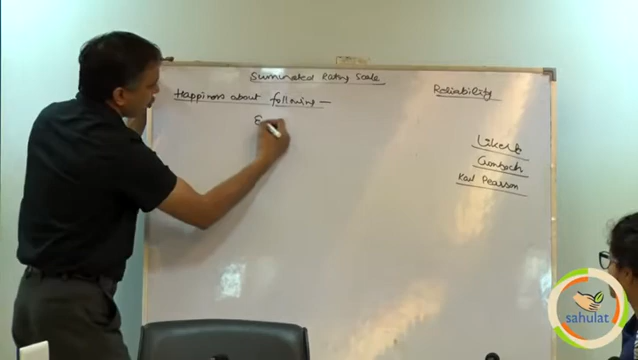 Summated Rating Scale
Happiness about following —
Reliability
Likert
Cronbach
Karl Pearson
sahulat